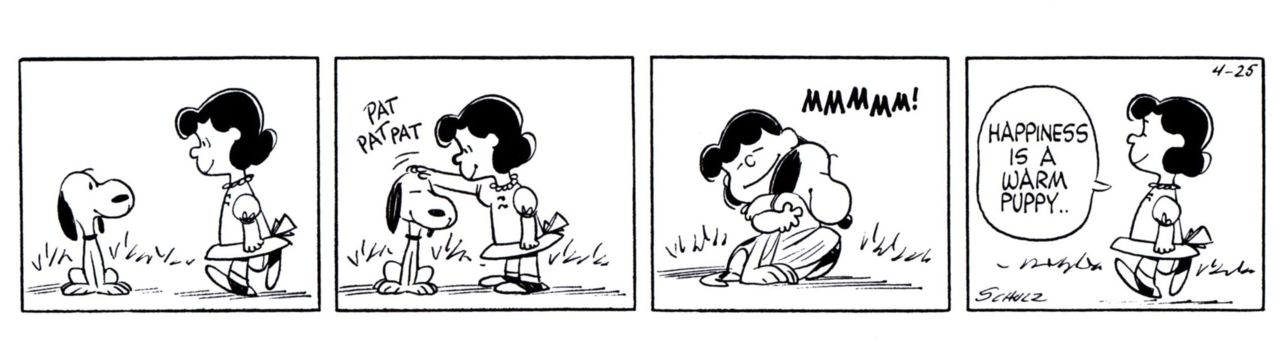 PAT
PAT PAT
MMMMM!
4-25
HAPPINESS
IS A
WARM
PUPPY..
SCHULZ